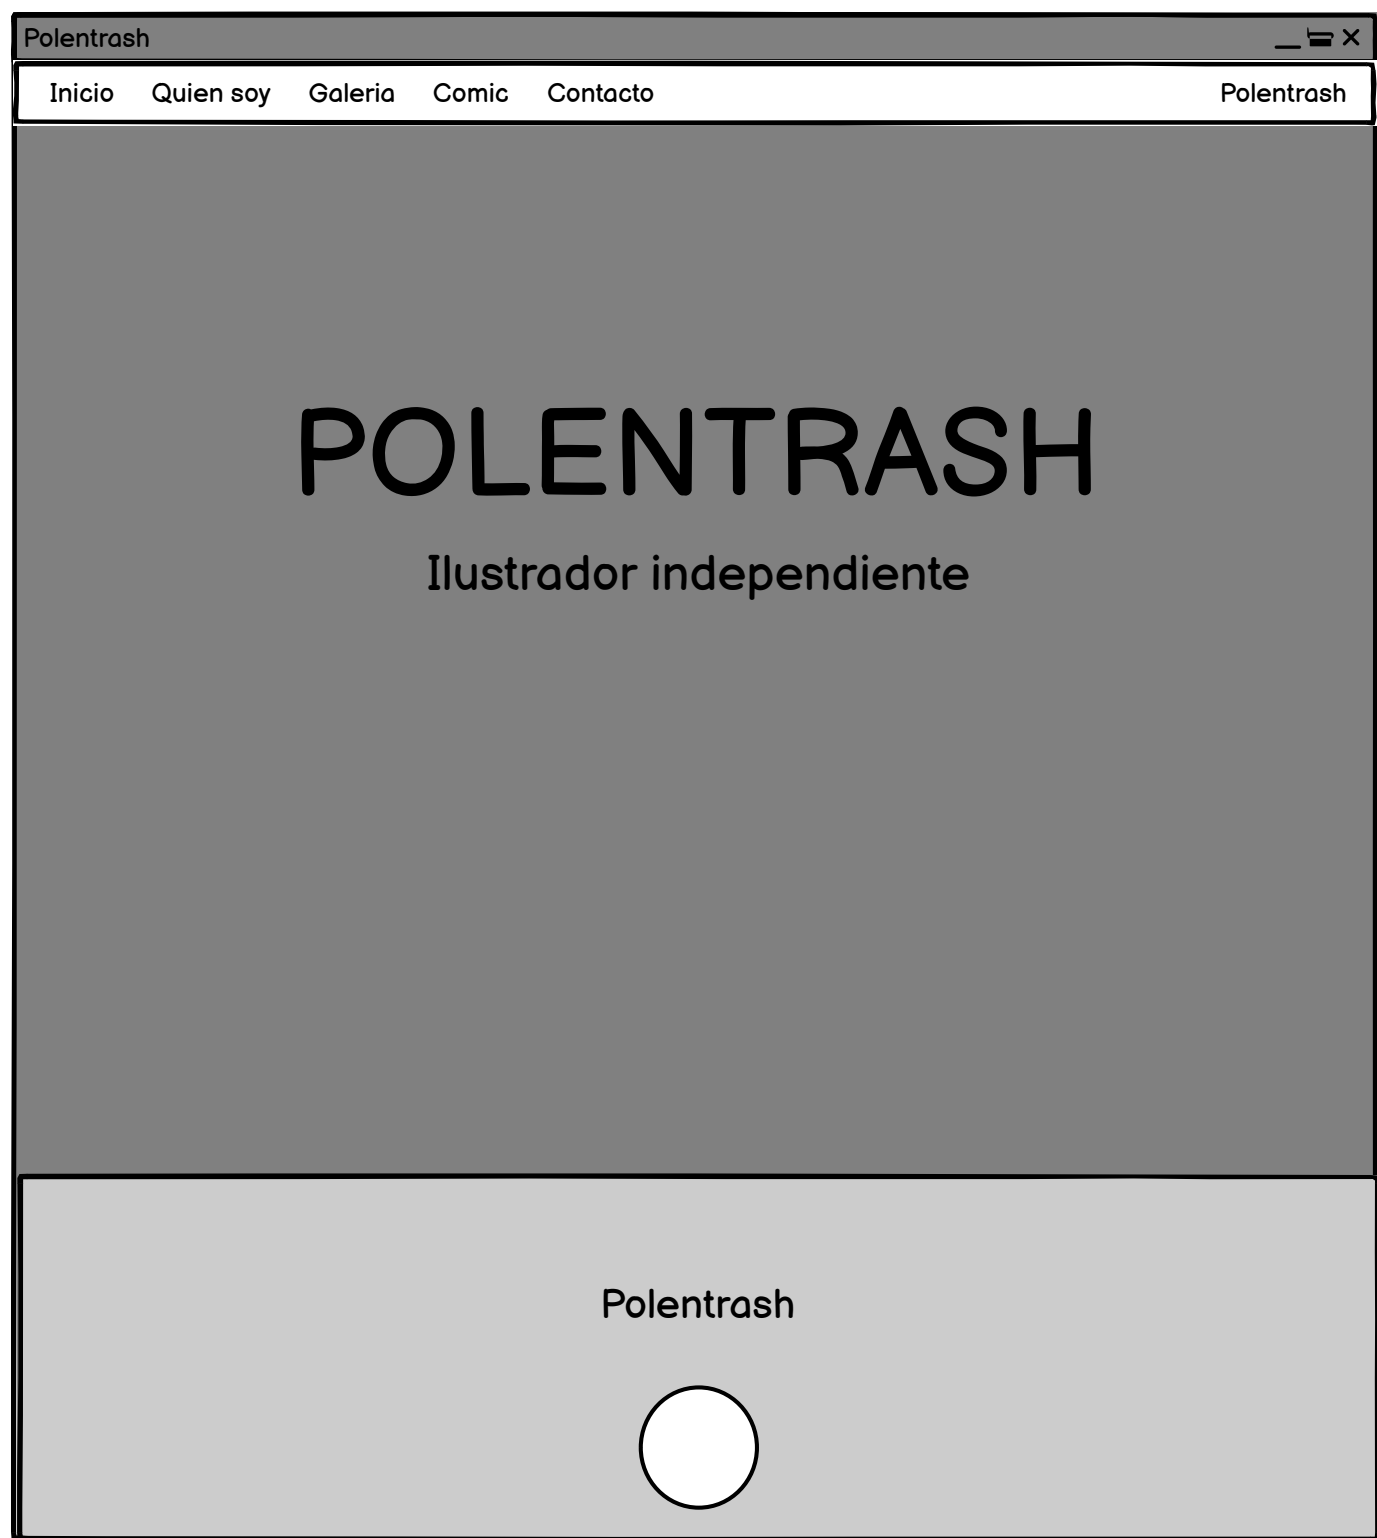 Polentrash
Inicio Quien soy Galeria Comic Contacto Polentrash
POLENTRASH
Ilustrador independiente
Polentrash